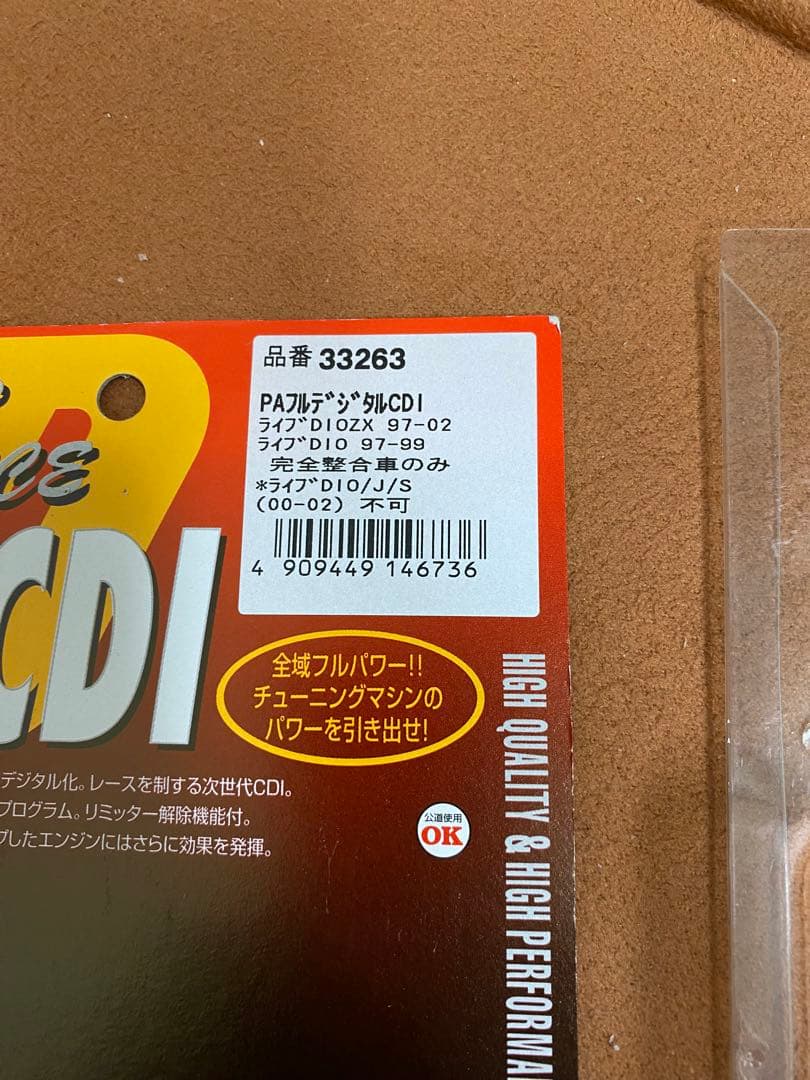 品番 33263
PAフルデジタルCDI
ライブDIOZX 97-02
ライブDIO 97-99
完全整合車のみ
*ライブDIO/J/S
(00-02) 不可
4 909449 146736
CE
CDI
全域フルパワー!!
チューニングマシンの
パワーを引き出せ!
デジタル化。レースを制する次世代CDI。
プログラム。リミッター解除機能付。
したエンジンにはさらに効果を発揮。
公道使用
OK
HIGH QUALITY & HIGH PERFORMA